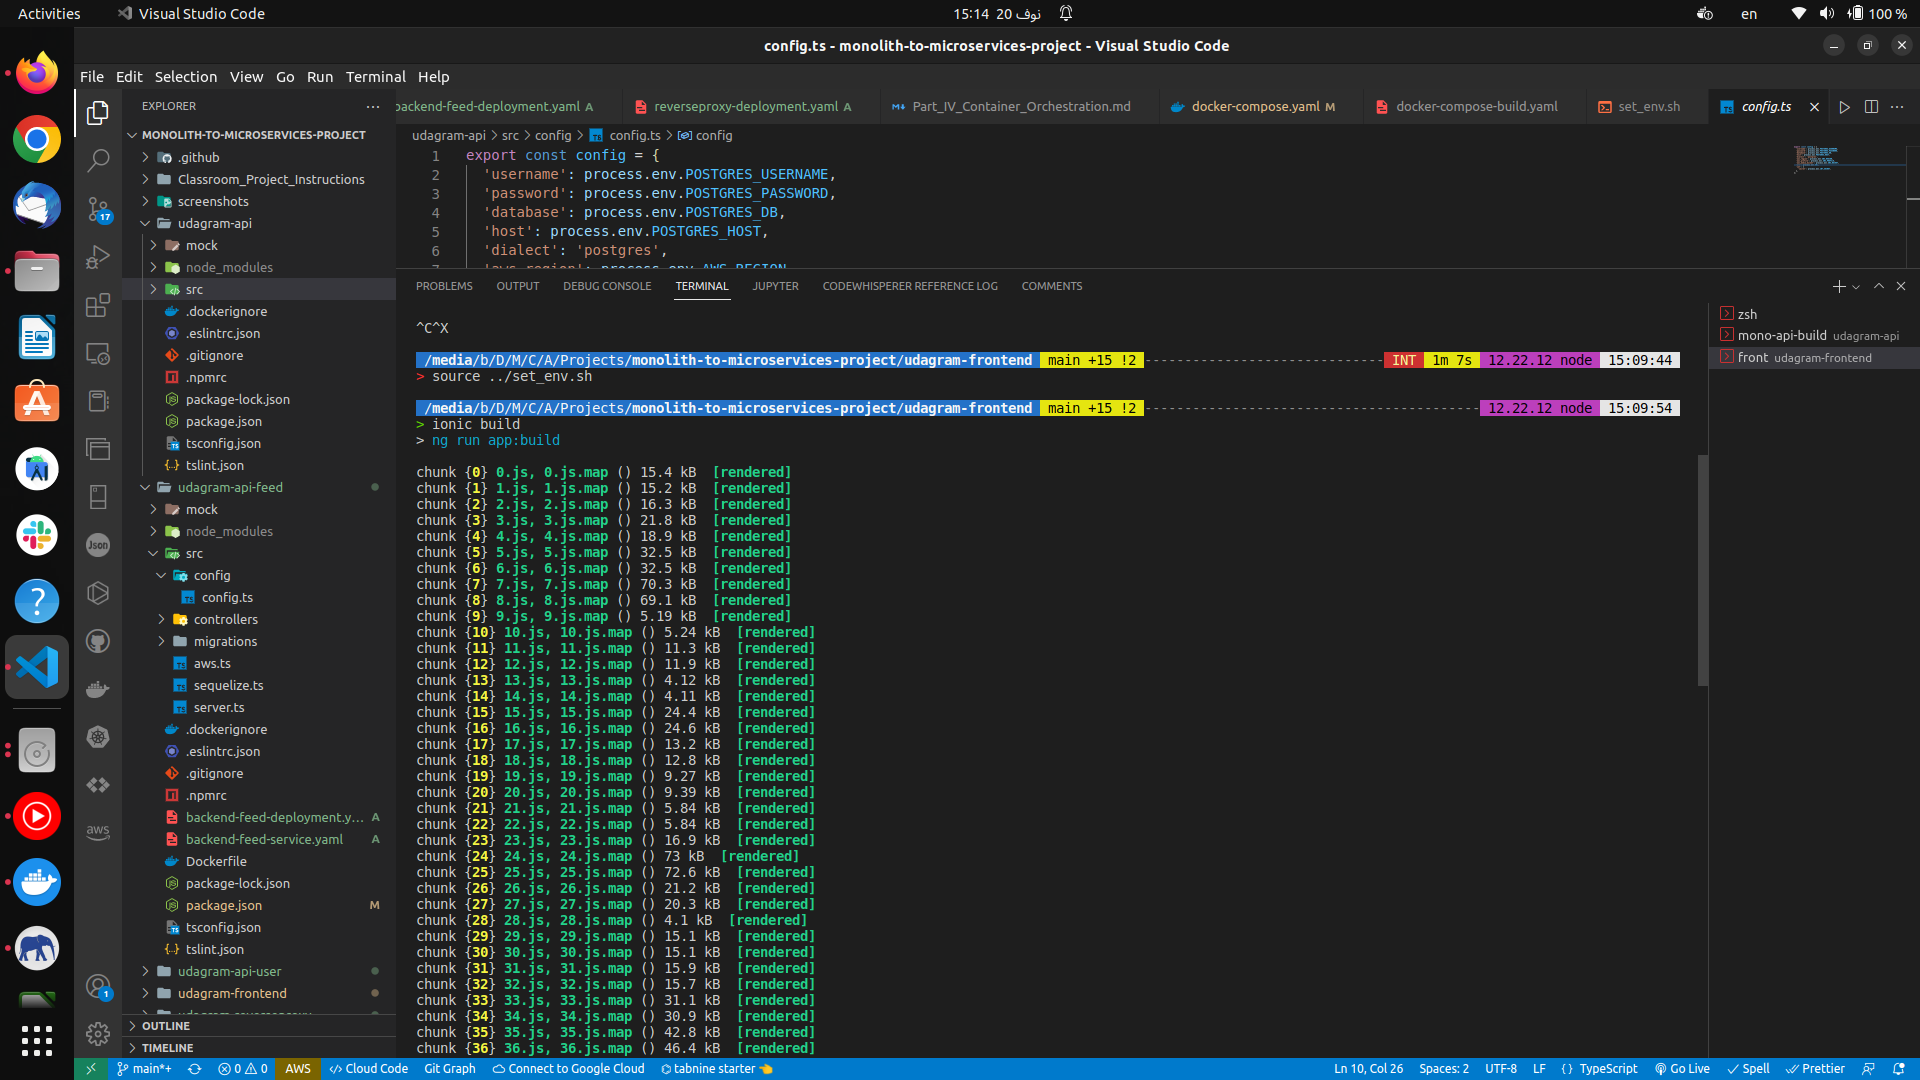 Activities
Visual Studio Code
15:14 20 نوف
en
100 %
config.ts - monolith-to-microservices-project - Visual Studio Code
File Edit Selection View Go Run Terminal Help
EXPLORER
MONOLITH-TO-MICROSERVICES-PROJECT
.github
Classroom_Project_Instructions
screenshots
udagram-api
mock
node_modules
src
.dockerignore
.eslintrc.json
.gitignore
.npmrc
package-lock.json
package.json
tsconfig.json
tslint.json
udagram-api-feed
mock
node_modules
src
config
config.ts
controllers
migrations
aws.ts
sequelize.ts
server.ts
.dockerignore
.eslintrc.json
.gitignore
.npmrc
backend-feed-deployment.y... A
backend-feed-service.yaml A
Dockerfile
package-lock.json
package.json M
tsconfig.json
tslint.json
udagram-api-user
udagram-frontend
OUTLINE
TIMELINE
17
Json
aws
1
backend-feed-deployment.yaml A
reverseproxy-deployment.yaml A
Part_IV_Container_Orchestration.md
docker-compose.yaml M
docker-compose-build.yaml
set_env.sh
config.ts
udagram-api > src > config > config.ts > config
1 export const config = {
2 'username': process.env.POSTGRES_USERNAME,
3 'password': process.env.POSTGRES_PASSWORD,
4 'database': process.env.POSTGRES_DB,
5 'host': process.env.POSTGRES_HOST,
6 'dialect': 'postgres',
7 'aws_region': process.env.AWS_REGION,
PROBLEMS OUTPUT DEBUG CONSOLE TERMINAL JUPYTER CODEWHISPERER REFERENCE LOG COMMENTS
^C^X
/media/b/D/M/C/A/Projects/monolith-to-microservices-project/udagram-frontend main +15 !2 ------------------------------ INT 1m 7s 12.22.12 node 15:09:44
> source ../set_env.sh
/media/b/D/M/C/A/Projects/monolith-to-microservices-project/udagram-frontend main +15 !2 ------------------------------------------ 12.22.12 node 15:09:54
> ionic build
> ng run app:build
chunk {0} 0.js, 0.js.map () 15.4 kB [rendered]
chunk {1} 1.js, 1.js.map () 15.2 kB [rendered]
chunk {2} 2.js, 2.js.map () 16.3 kB [rendered]
chunk {3} 3.js, 3.js.map () 21.8 kB [rendered]
chunk {4} 4.js, 4.js.map () 18.9 kB [rendered]
chunk {5} 5.js, 5.js.map () 32.5 kB [rendered]
chunk {6} 6.js, 6.js.map () 32.5 kB [rendered]
chunk {7} 7.js, 7.js.map () 70.3 kB [rendered]
chunk {8} 8.js, 8.js.map () 69.1 kB [rendered]
chunk {9} 9.js, 9.js.map () 5.19 kB [rendered]
chunk {10} 10.js, 10.js.map () 5.24 kB [rendered]
chunk {11} 11.js, 11.js.map () 11.3 kB [rendered]
chunk {12} 12.js, 12.js.map () 11.9 kB [rendered]
chunk {13} 13.js, 13.js.map () 4.12 kB [rendered]
chunk {14} 14.js, 14.js.map () 4.11 kB [rendered]
chunk {15} 15.js, 15.js.map () 24.4 kB [rendered]
chunk {16} 16.js, 16.js.map () 24.6 kB [rendered]
chunk {17} 17.js, 17.js.map () 13.2 kB [rendered]
chunk {18} 18.js, 18.js.map () 12.8 kB [rendered]
chunk {19} 19.js, 19.js.map () 9.27 kB [rendered]
chunk {20} 20.js, 20.js.map () 9.39 kB [rendered]
chunk {21} 21.js, 21.js.map () 5.84 kB [rendered]
chunk {22} 22.js, 22.js.map () 5.84 kB [rendered]
chunk {23} 23.js, 23.js.map () 16.9 kB [rendered]
chunk {24} 24.js, 24.js.map () 73 kB [rendered]
chunk {25} 25.js, 25.js.map () 72.6 kB [rendered]
chunk {26} 26.js, 26.js.map () 21.2 kB [rendered]
chunk {27} 27.js, 27.js.map () 20.3 kB [rendered]
chunk {28} 28.js, 28.js.map () 4.1 kB [rendered]
chunk {29} 29.js, 29.js.map () 15.1 kB [rendered]
chunk {30} 30.js, 30.js.map () 15.1 kB [rendered]
chunk {31} 31.js, 31.js.map () 15.9 kB [rendered]
chunk {32} 32.js, 32.js.map () 15.7 kB [rendered]
chunk {33} 33.js, 33.js.map () 31.1 kB [rendered]
chunk {34} 34.js, 34.js.map () 30.9 kB [rendered]
chunk {35} 35.js, 35.js.map () 42.8 kB [rendered]
chunk {36} 36.js, 36.js.map () 46.4 kB [rendered]
zsh
mono-api-build udagram-api
front udagram-frontend
main*+ 0 0 AWS Cloud Code Git Graph Connect to Google Cloud tabnine starter Ln 10, Col 26 Spaces: 2 UTF-8 LF {} TypeScript Go Live Spell Prettier